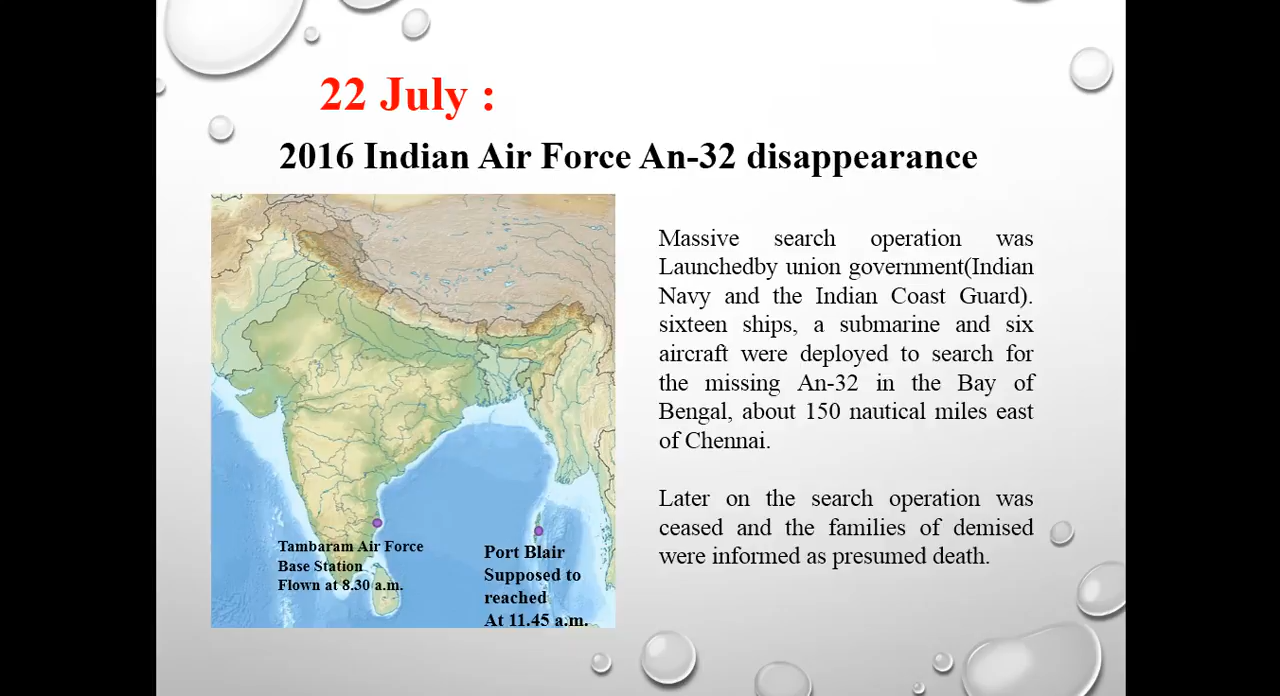 22 July :
2016 Indian Air Force An-32 disappearance
Massive search operation was
Launchedby union government(Indian
Navy and the Indian Coast Guard).
sixteen ships, a submarine and six
aircraft were deployed to search for
the missing An-32 in the Bay of
Bengal, about 150 nautical miles east
of Chennai.
Later on the search operation was
ceased and the families of demised
were informed as presumed death.
Tambaram Air Force
Base Station
Flown at 8.30 a.m.
Port Blair
Supposed to
reached
At 11.45 a.m.